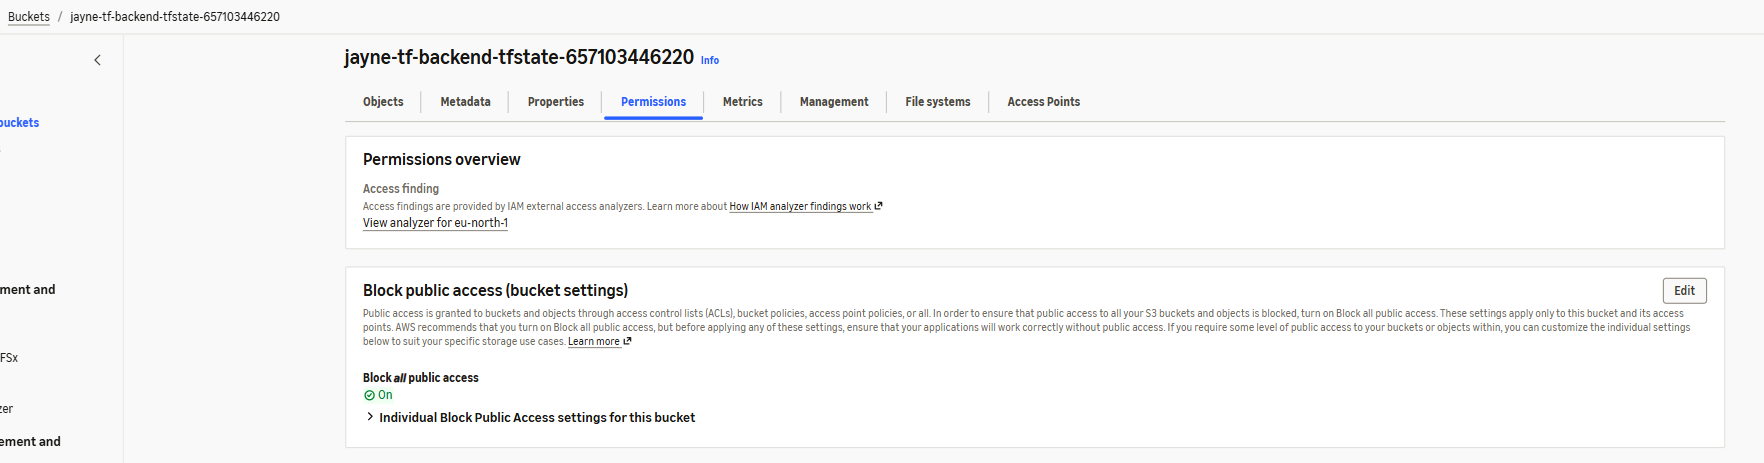 Buckets / jayne-tf-backend-tfstate-657103446220
jayne-tf-backend-tfstate-657103446220 Info
Objects Metadata Properties Permissions Metrics Management File systems Access Points
buckets
Permissions overview
Access finding
Access findings are provided by IAM external access analyzers. Learn more about How IAM analyzer findings work
View analyzer for eu-north-1
ment and
Block public access (bucket settings)
Edit
Public access is granted to buckets and objects through access control lists (ACLs), bucket policies, access point policies, or all. In order to ensure that public access to all your S3 buckets and objects is blocked, turn on Block all public access. These settings apply only to this bucket and its access
points. AWS recommends that you turn on Block all public access, but before applying any of these settings, ensure that your applications will work correctly without public access. If you require some level of public access to your buckets or objects within, you can customize the individual settings
below to suit your specific storage use cases. Learn more
FSx
Block all public access
On
zer
Individual Block Public Access settings for this bucket
ement and